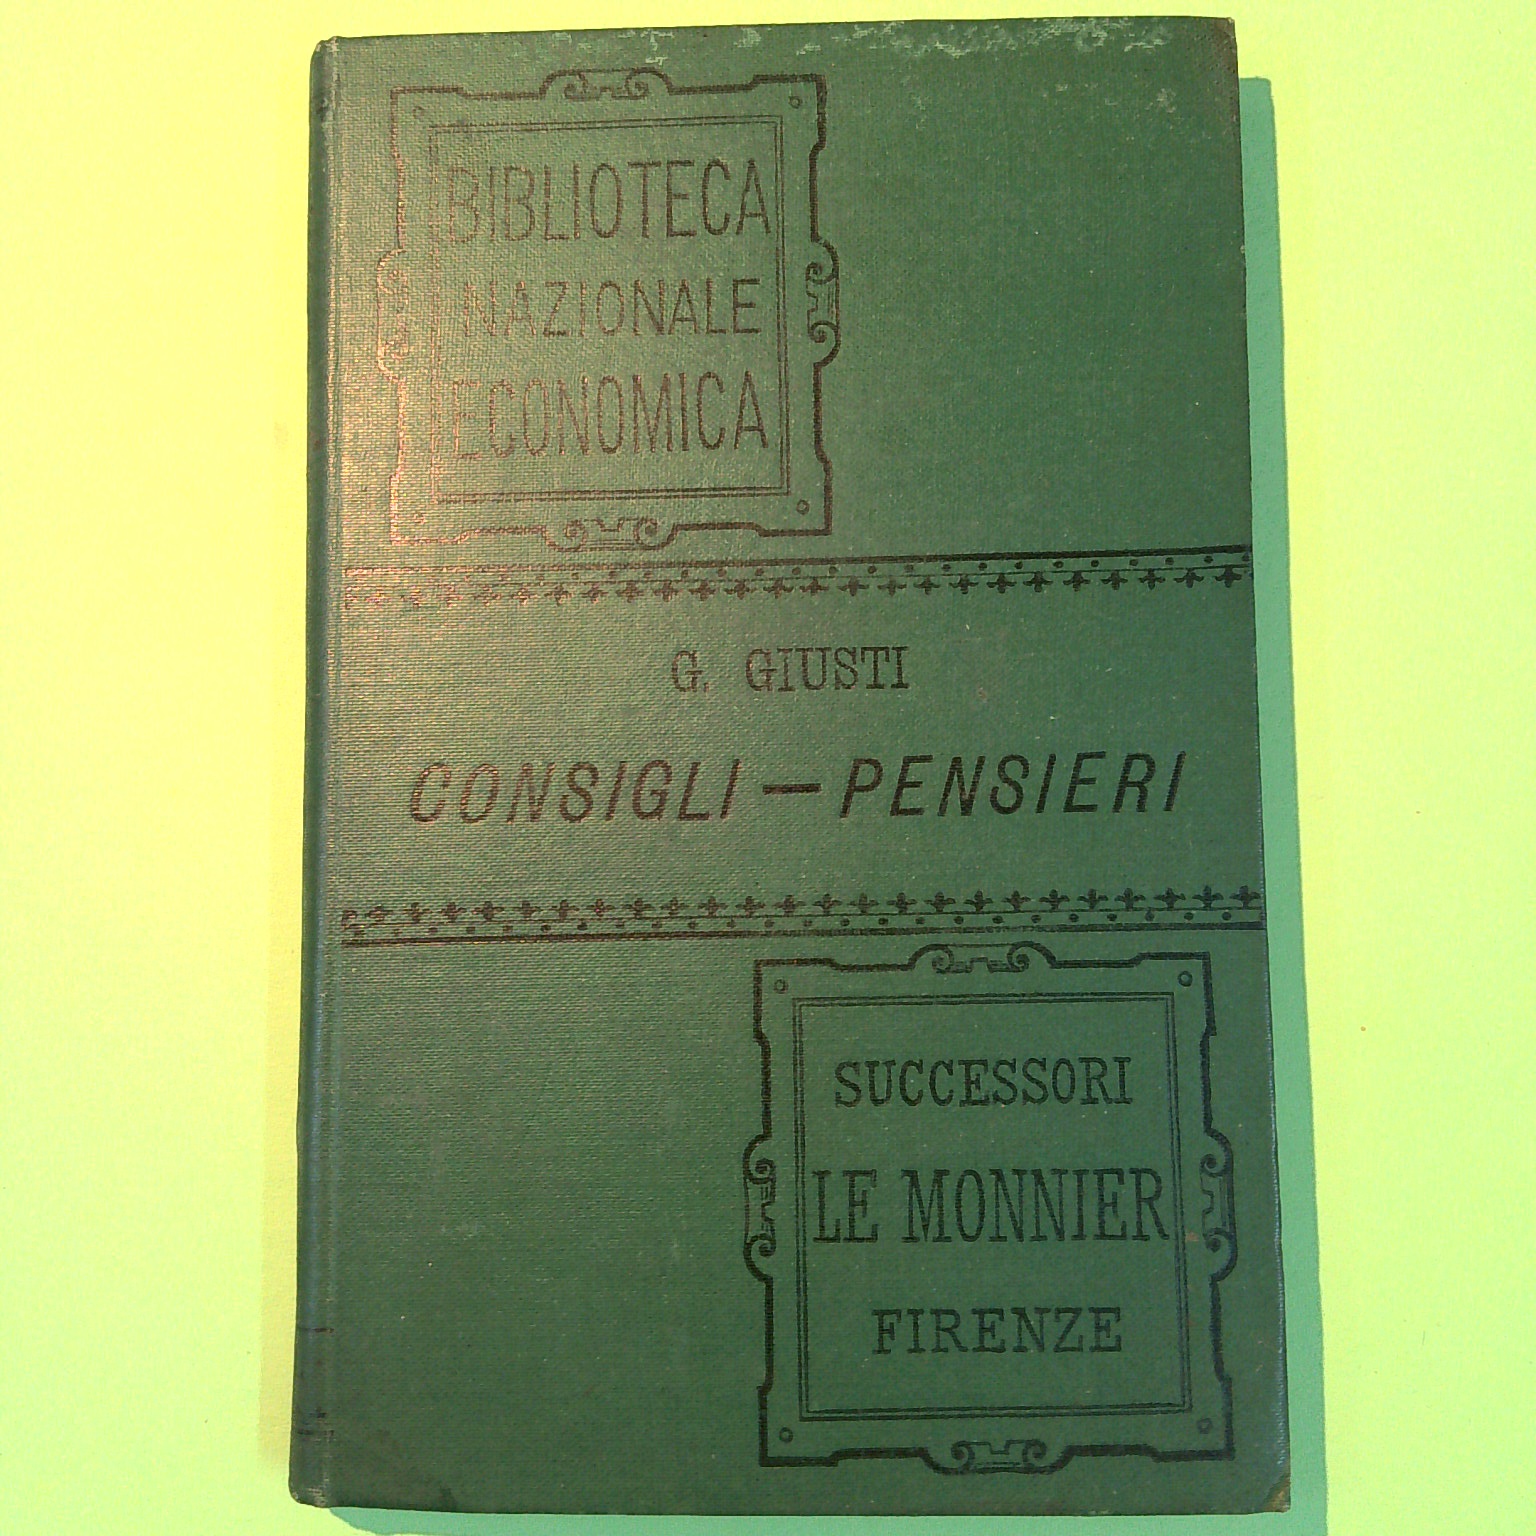 BIBLIOTECA
NAZIONALE
ECONOMICA
G. GIUSTI
CONSIGLI — PENSIERI
SUCCESSORI
LE MONNIER
FIRENZE